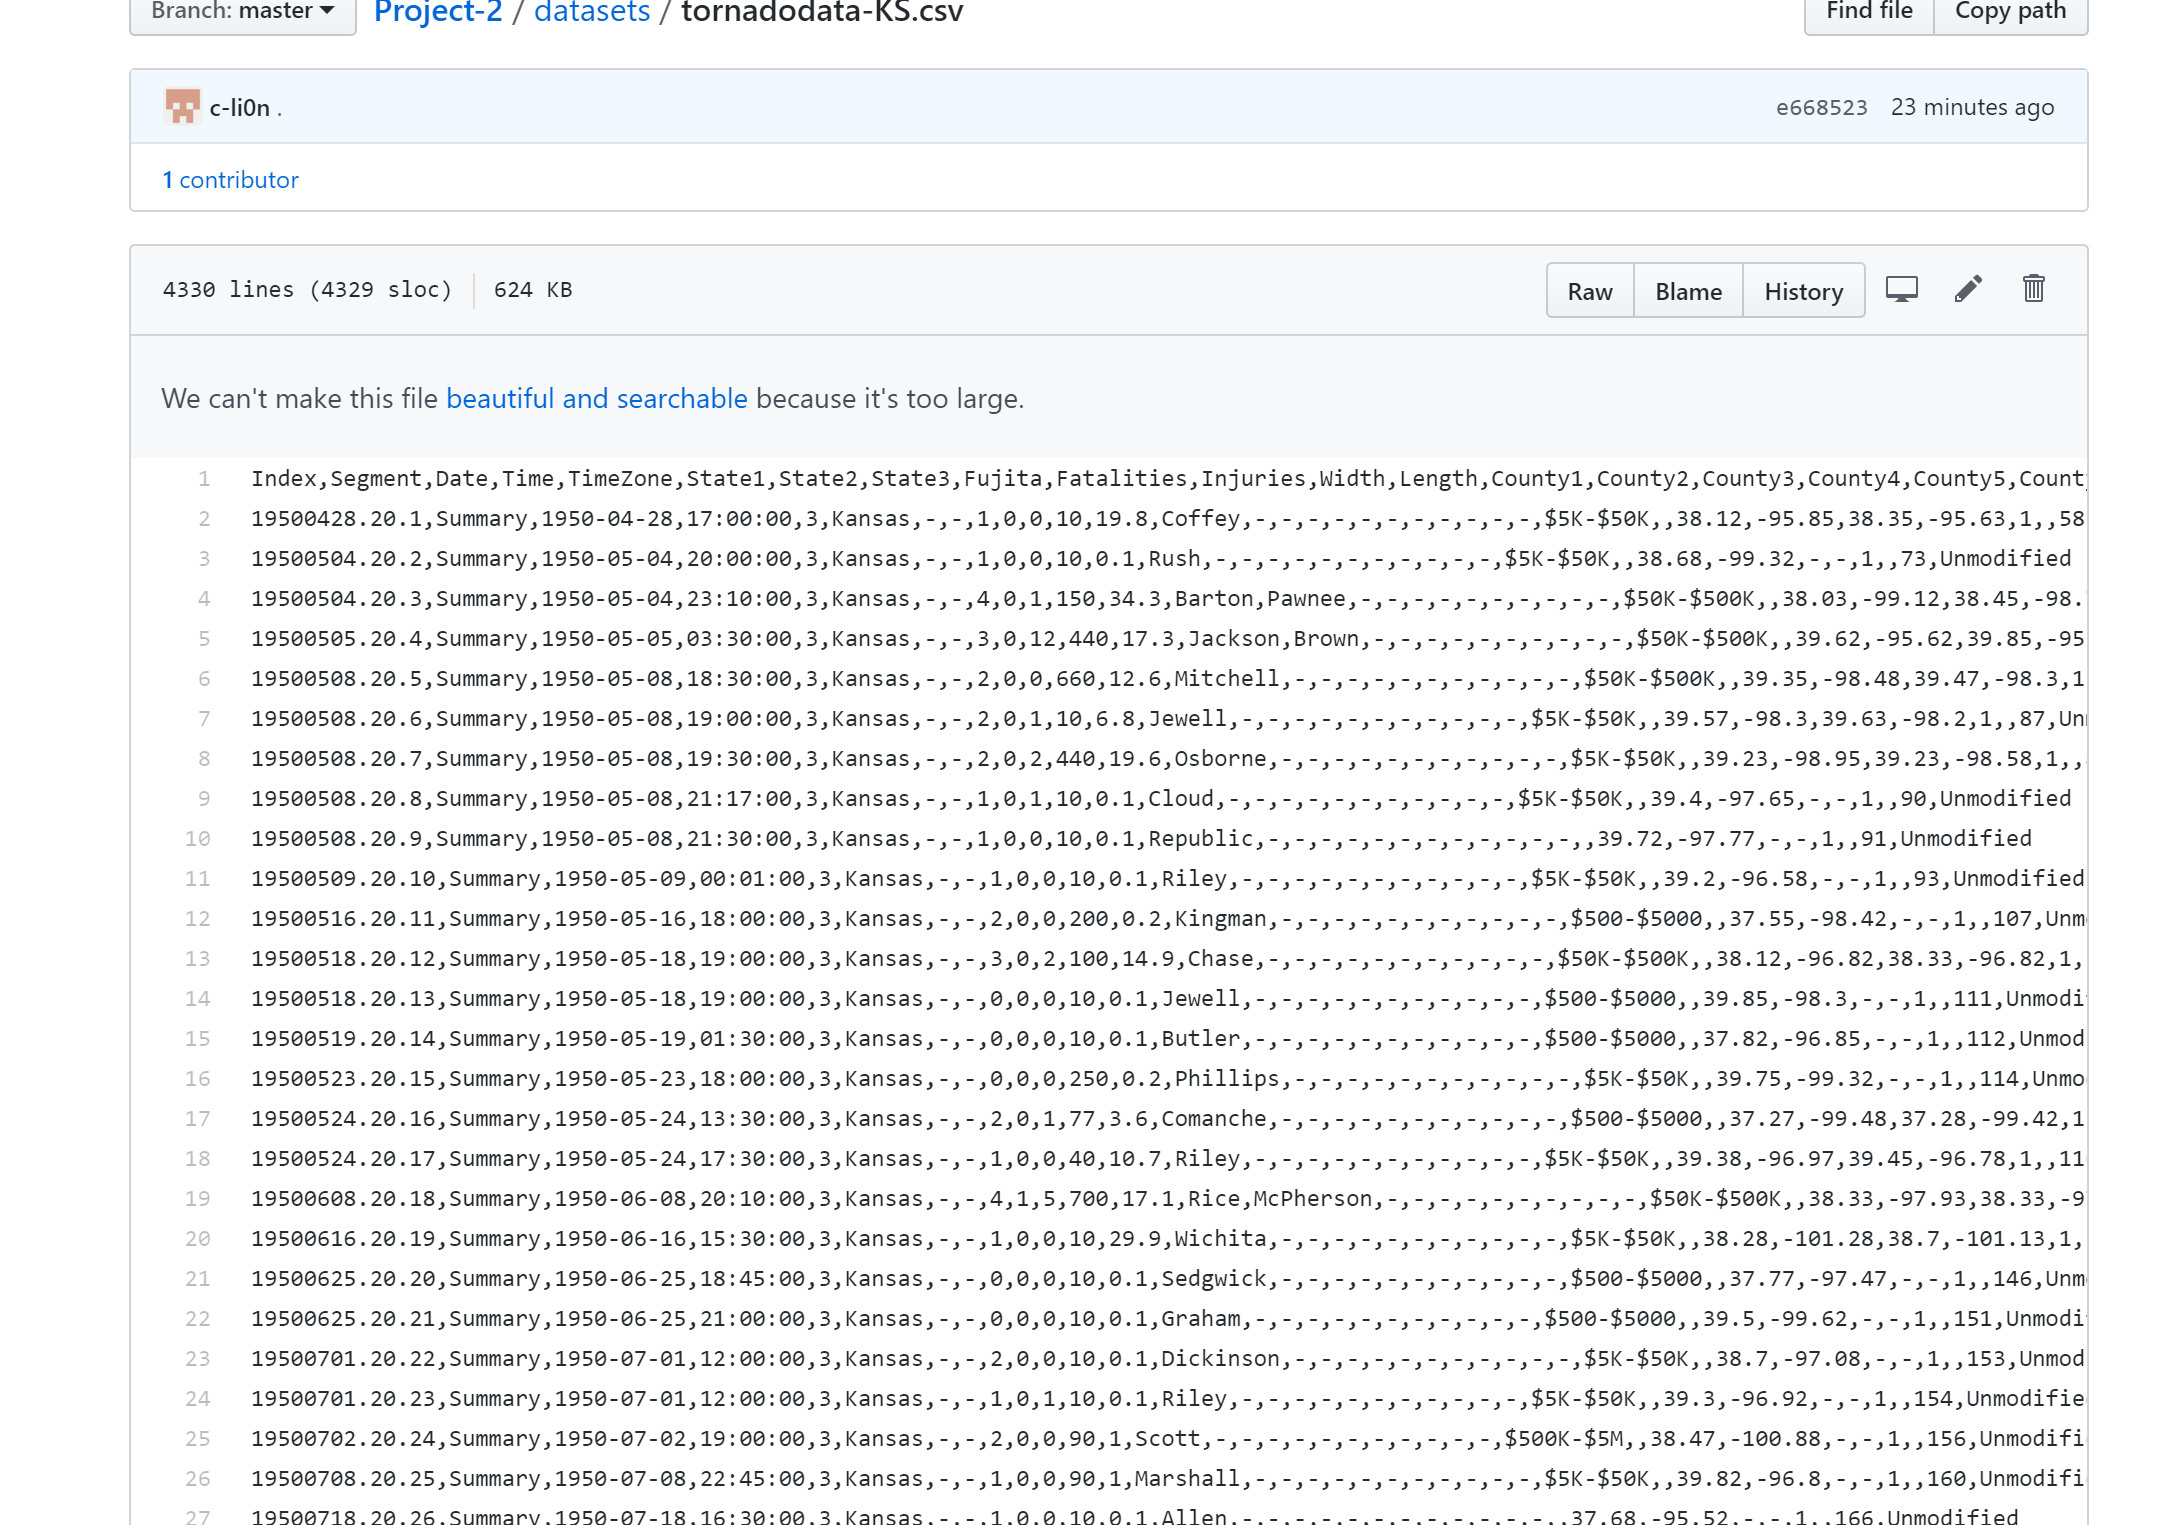 Branch: master Project-2 / datasets / tornadodata-KS.csv Find file Copy path
c-li0n . e668523 23 minutes ago
1 contributor
4330 lines (4329 sloc) 624 KB Raw Blame History
We can't make this file beautiful and searchable because it's too large.
1 Index,Segment,Date,Time,TimeZone,State1,State2,State3,Fujita,Fatalities,Injuries,Width,Length,County1,County2,County3,County4,County5,Count
2 19500428.20.1,Summary,1950-04-28,17:00:00,3,Kansas,-,-,1,0,0,10,19.8,Coffey,-,-,-,-,-,-,-,-,-,-,-,$5K-$50K,,38.12,-95.85,38.35,-95.63,1,,58
3 19500504.20.2,Summary,1950-05-04,20:00:00,3,Kansas,-,-,1,0,0,10,0.1,Rush,-,-,-,-,-,-,-,-,-,-,-,$5K-$50K,,38.68,-99.32,-,-,1,,73,Unmodified
4 19500504.20.3,Summary,1950-05-04,23:10:00,3,Kansas,-,-,4,0,1,150,34.3,Barton,Pawnee,-,-,-,-,-,-,-,-,-,-,$50K-$500K,,38.03,-99.12,38.45,-98.
5 19500505.20.4,Summary,1950-05-05,03:30:00,3,Kansas,-,-,3,0,12,440,17.3,Jackson,Brown,-,-,-,-,-,-,-,-,-,-,$50K-$500K,,39.62,-95.62,39.85,-95
6 19500508.20.5,Summary,1950-05-08,18:30:00,3,Kansas,-,-,2,0,0,660,12.6,Mitchell,-,-,-,-,-,-,-,-,-,-,-,$50K-$500K,,39.35,-98.48,39.47,-98.3,1
7 19500508.20.6,Summary,1950-05-08,19:00:00,3,Kansas,-,-,2,0,1,10,6.8,Jewell,-,-,-,-,-,-,-,-,-,-,-,$5K-$50K,,39.57,-98.3,39.63,-98.2,1,,87,Un
8 19500508.20.7,Summary,1950-05-08,19:30:00,3,Kansas,-,-,2,0,2,440,19.6,Osborne,-,-,-,-,-,-,-,-,-,-,-,$5K-$50K,,39.23,-98.95,39.23,-98.58,1,,
9 19500508.20.8,Summary,1950-05-08,21:17:00,3,Kansas,-,-,1,0,1,10,0.1,Cloud,-,-,-,-,-,-,-,-,-,-,-,$5K-$50K,,39.4,-97.65,-,-,1,,90,Unmodified
10 19500508.20.9,Summary,1950-05-08,21:30:00,3,Kansas,-,-,1,0,0,10,0.1,Republic,-,-,-,-,-,-,-,-,-,-,-,-,,39.72,-97.77,-,-,1,,91,Unmodified
11 19500509.20.10,Summary,1950-05-09,00:01:00,3,Kansas,-,-,1,0,0,10,0.1,Riley,-,-,-,-,-,-,-,-,-,-,-,$5K-$50K,,39.2,-96.58,-,-,1,,93,Unmodified
12 19500516.20.11,Summary,1950-05-16,18:00:00,3,Kansas,-,-,2,0,0,200,0.2,Kingman,-,-,-,-,-,-,-,-,-,-,-,$500-$5000,,37.55,-98.42,-,-,1,,107,Unm
13 19500518.20.12,Summary,1950-05-18,19:00:00,3,Kansas,-,-,3,0,2,100,14.9,Chase,-,-,-,-,-,-,-,-,-,-,-,$50K-$500K,,38.12,-96.82,38.33,-96.82,1,
14 19500518.20.13,Summary,1950-05-18,19:00:00,3,Kansas,-,-,0,0,0,10,0.1,Jewell,-,-,-,-,-,-,-,-,-,-,-,$500-$5000,,39.85,-98.3,-,-,1,,111,Unmodi
15 19500519.20.14,Summary,1950-05-19,01:30:00,3,Kansas,-,-,0,0,0,10,0.1,Butler,-,-,-,-,-,-,-,-,-,-,-,$500-$5000,,37.82,-96.85,-,-,1,,112,Unmod
16 19500523.20.15,Summary,1950-05-23,18:00:00,3,Kansas,-,-,0,0,0,250,0.2,Phillips,-,-,-,-,-,-,-,-,-,-,-,$5K-$50K,,39.75,-99.32,-,-,1,,114,Unmo
17 19500524.20.16,Summary,1950-05-24,13:30:00,3,Kansas,-,-,2,0,1,77,3.6,Comanche,-,-,-,-,-,-,-,-,-,-,-,$500-$5000,,37.27,-99.48,37.28,-99.42,1
18 19500524.20.17,Summary,1950-05-24,17:30:00,3,Kansas,-,-,1,0,0,40,10.7,Riley,-,-,-,-,-,-,-,-,-,-,-,$5K-$50K,,39.38,-96.97,39.45,-96.78,1,,11
19 19500608.20.18,Summary,1950-06-08,20:10:00,3,Kansas,-,-,4,1,5,700,17.1,Rice,McPherson,-,-,-,-,-,-,-,-,-,-,$50K-$500K,,38.33,-97.93,38.33,-9
20 19500616.20.19,Summary,1950-06-16,15:30:00,3,Kansas,-,-,1,0,0,10,29.9,Wichita,-,-,-,-,-,-,-,-,-,-,-,$5K-$50K,,38.28,-101.28,38.7,-101.13,1,
21 19500625.20.20,Summary,1950-06-25,18:45:00,3,Kansas,-,-,0,0,0,10,0.1,Sedgwick,-,-,-,-,-,-,-,-,-,-,-,$500-$5000,,37.77,-97.47,-,-,1,,146,Unm
22 19500625.20.21,Summary,1950-06-25,21:00:00,3,Kansas,-,-,0,0,0,10,0.1,Graham,-,-,-,-,-,-,-,-,-,-,-,$500-$5000,,39.5,-99.62,-,-,1,,151,Unmodi
23 19500701.20.22,Summary,1950-07-01,12:00:00,3,Kansas,-,-,2,0,0,10,0.1,Dickinson,-,-,-,-,-,-,-,-,-,-,-,$5K-$50K,,38.7,-97.08,-,-,1,,153,Unmod
24 19500701.20.23,Summary,1950-07-01,12:00:00,3,Kansas,-,-,1,0,1,10,0.1,Riley,-,-,-,-,-,-,-,-,-,-,-,$5K-$50K,,39.3,-96.92,-,-,1,,154,Unmodifie
25 19500702.20.24,Summary,1950-07-02,19:00:00,3,Kansas,-,-,2,0,0,90,1,Scott,-,-,-,-,-,-,-,-,-,-,-,$500K-$5M,,38.47,-100.88,-,-,1,,156,Unmodifi
26 19500708.20.25,Summary,1950-07-08,22:45:00,3,Kansas,-,-,1,0,0,90,1,Marshall,-,-,-,-,-,-,-,-,-,-,-,$5K-$50K,,39.82,-96.8,-,-,1,,160,Unmodifi
27 19500718.20.26,Summary,1950-07-18,16:30:00,3,Kansas,-,-,1,0,0,10,0.1,Allen,-,-,-,-,-,-,-,-,-,-,-,-,,37.68,-95.52,-,-,1,,166,Unmodified